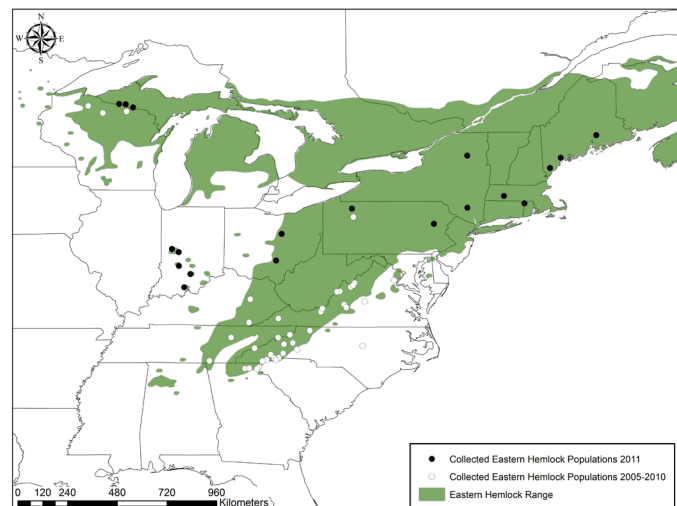 N
W E
S
Collected Eastern Hemlock Populations 2011
Collected Eastern Hemlock Populations 2005-2010
Eastern Hemlock Range
0 120 240 480 720 960
Kilometers